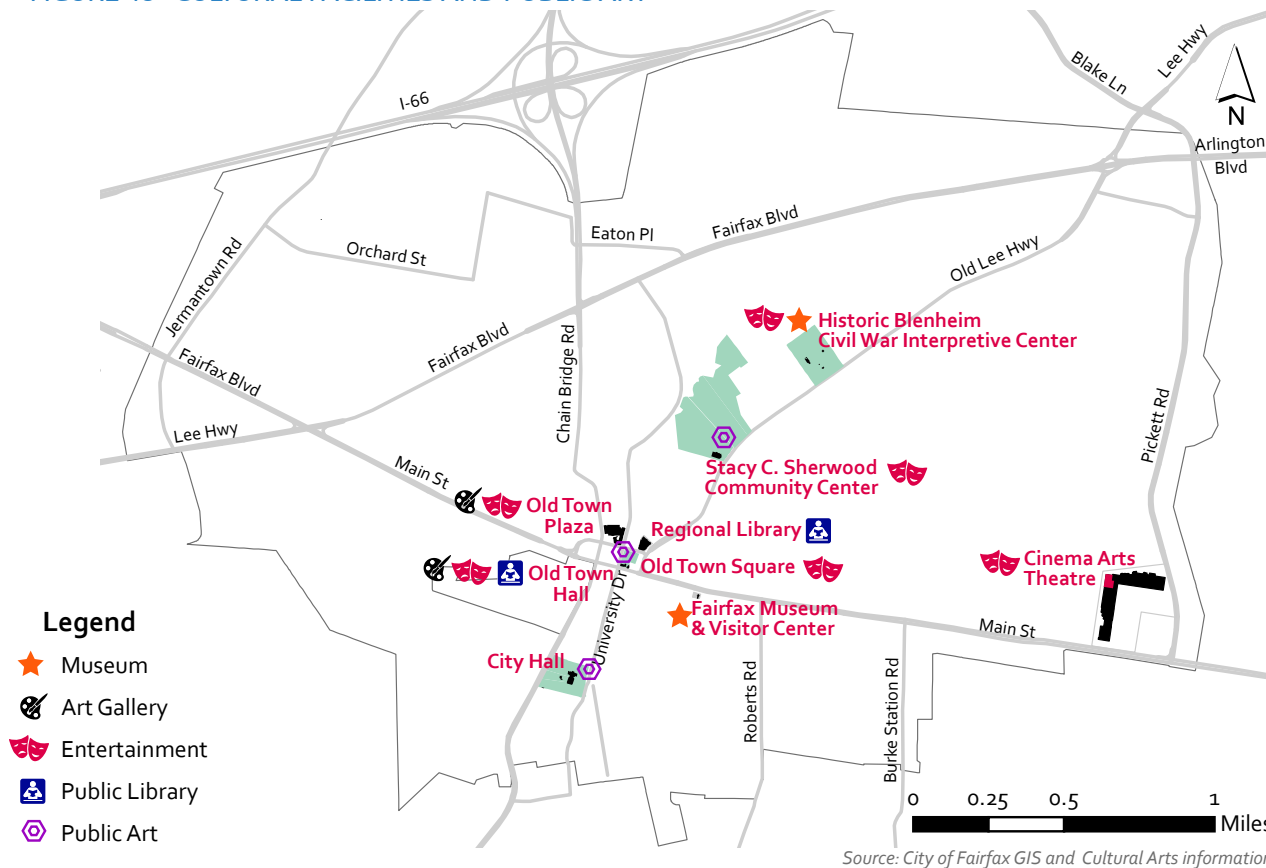 I-66
Blake Ln
Lee Hwy
N
Arlington
Blvd
Jermantown Rd
Orchard St
Eaton Pl
Fairfax Blvd
Old Lee Hwy
Historic Blenheim
Civil War Interpretive Center
Fairfax Blvd
Fairfax Blvd
Chain Bridge Rd
Pickett Rd
Lee Hwy
Main St
Stacy C. Sherwood
Community Center
Old Town
Plaza
Regional Library
Old Town Square
Cinema Arts
Theatre
Old Town
Hall
University Dr
Fairfax Museum
& Visitor Center
Main St
City Hall
Roberts Rd
Burke Station Rd
Legend
Museum
Art Gallery
Entertainment
Public Library
Public Art
0 0.25 0.5 1
Miles
Source: City of Fairfax GIS and Cultural Arts information